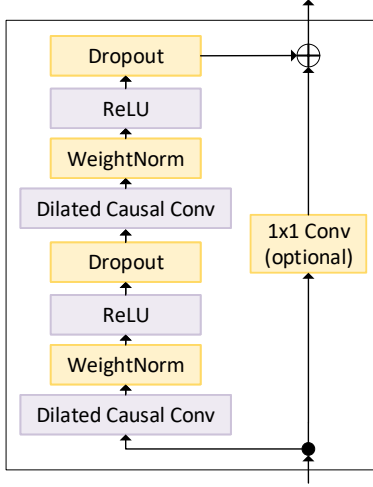 Dropout
ReLU
WeightNorm
Dilated Causal Conv
1x1 Conv
(optional)
Dropout
ReLU
WeightNorm
Dilated Causal Conv